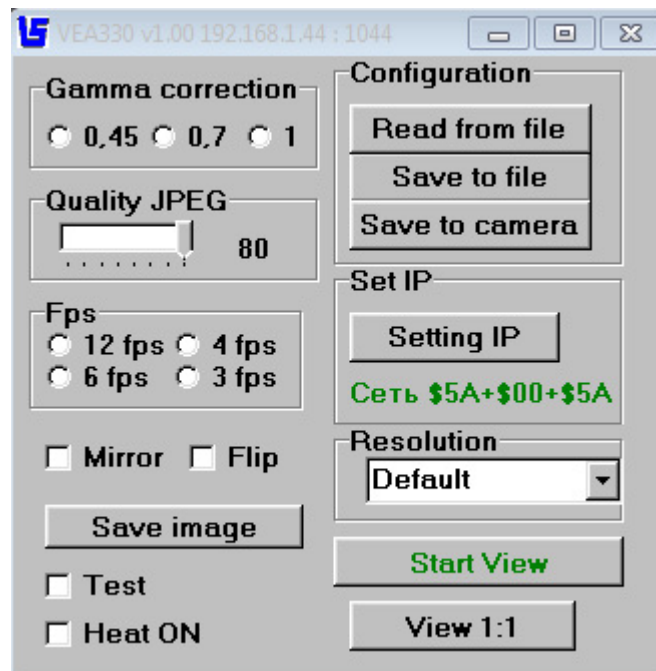 VEA330 v1.00 192.168.1.44 : 1044
Gamma correction
0,45 0,7 1
Quality JPEG
80
Fps
12 fps 4 fps
6 fps 3 fps
Mirror Flip
Save image
Test
Heat ON
Configuration
Read from file
Save to file
Save to camera
Set IP
Setting IP
Сеть $5A+$00+$5A
Resolution
Default
Start View
View 1:1